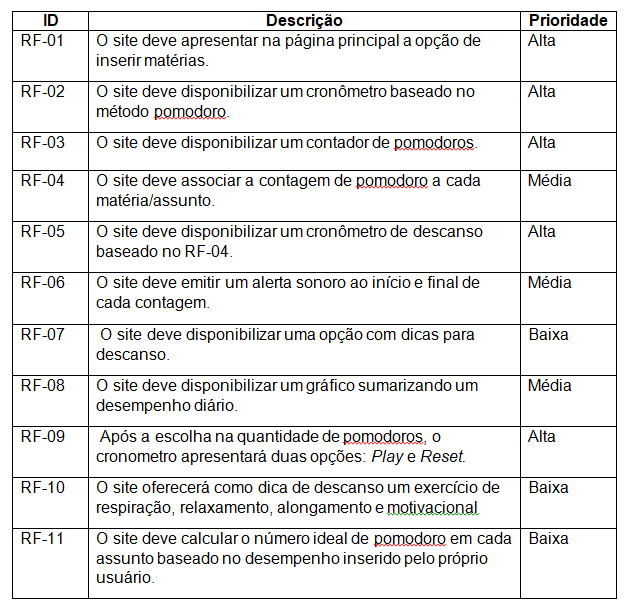 ID Descrição Prioridade
RF-01 O site deve apresentar na página principal a opção de Alta
inserir matérias.
RF-02 O site deve disponibilizar um cronômetro baseado no Alta
método pomodoro.
RF-03 O site deve disponibilizar um contador de pomodoros. Alta
RF-04 O site deve associar a contagem de pomodoro a cada Média
matéria/assunto.
RF-05 O site deve disponibilizar um cronômetro de descanso Alta
baseado no RF-04.
RF-06 O site deve emitir um alerta sonoro ao início e final de Média
cada contagem.
RF-07 O site deve disponibilizar uma opção com dicas para Baixa
descanso.
RF-08 O site deve disponibilizar um gráfico sumarizando um Média
desempenho diário.
RF-09 Após a escolha na quantidade de pomodoros, o Alta
cronometro apresentará duas opções: Play e Reset.
RF-10 O site oferecerá como dica de descanso um exercício de Baixa
respiração, relaxamento, alongamento e motivacional
RF-11 O site deve calcular o número ideal de pomodoro em cada Baixa
assunto baseado no desempenho inserido pelo próprio
usuário.